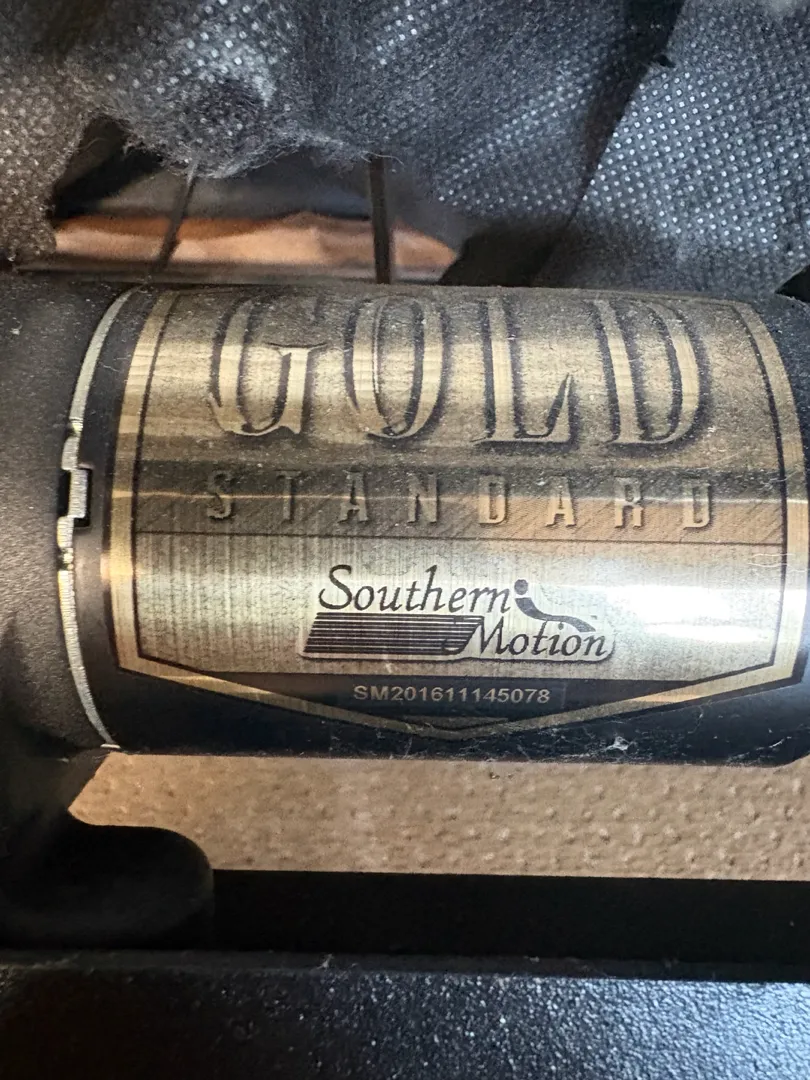 GOLD
STANDARD
Southern
Motion
SM201611145078